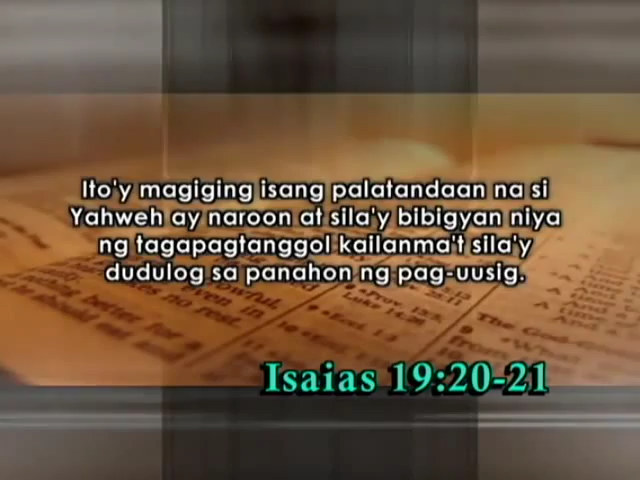 Ito'y magiging isang palatandaan na si
Yahweh ay naroon at sila'y bibigyan niya
ng tagapagtanggol kailanma't sila'y
dudulog sa panahon ng pag-uusig.
Isaias 19:20-21